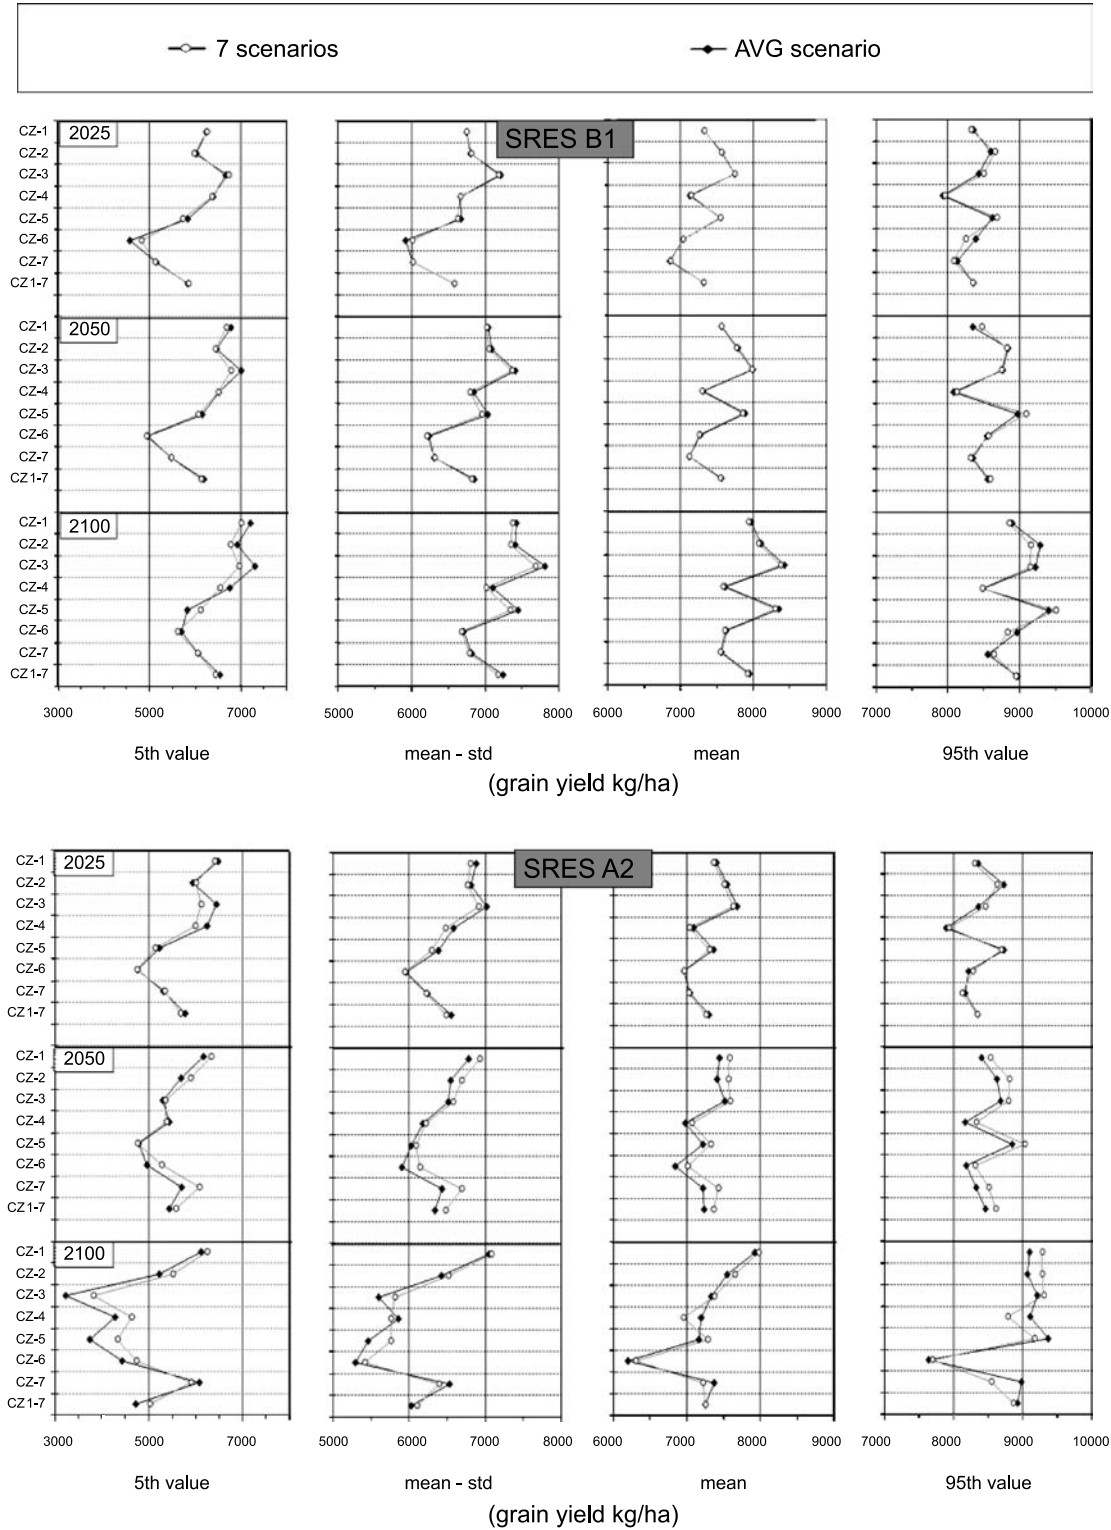 7 scenarios AVG scenario
2025 SRES B1
CZ-1
CZ-2
CZ-3
CZ-4
CZ-5
CZ-6
CZ-7
CZ1-7
2050
CZ-1
CZ-2
CZ-3
CZ-4
CZ-5
CZ-6
CZ-7
CZ1-7
2100
CZ-1
CZ-2
CZ-3
CZ-4
CZ-5
CZ-6
CZ-7
CZ1-7
3000 5000 7000 5000 6000 7000 8000 6000 7000 8000 9000 7000 8000 9000 10000
5th value mean - std mean 95th value
(grain yield kg/ha)
2025 SRES A2
CZ-1
CZ-2
CZ-3
CZ-4
CZ-5
CZ-6
CZ-7
CZ1-7
2050
CZ-1
CZ-2
CZ-3
CZ-4
CZ-5
CZ-6
CZ-7
CZ1-7
2100
CZ-1
CZ-2
CZ-3
CZ-4
CZ-5
CZ-6
CZ-7
CZ1-7
3000 5000 7000 5000 6000 7000 8000 6000 7000 8000 9000 7000 8000 9000 10000
5th value mean - std mean 95th value
(grain yield kg/ha)